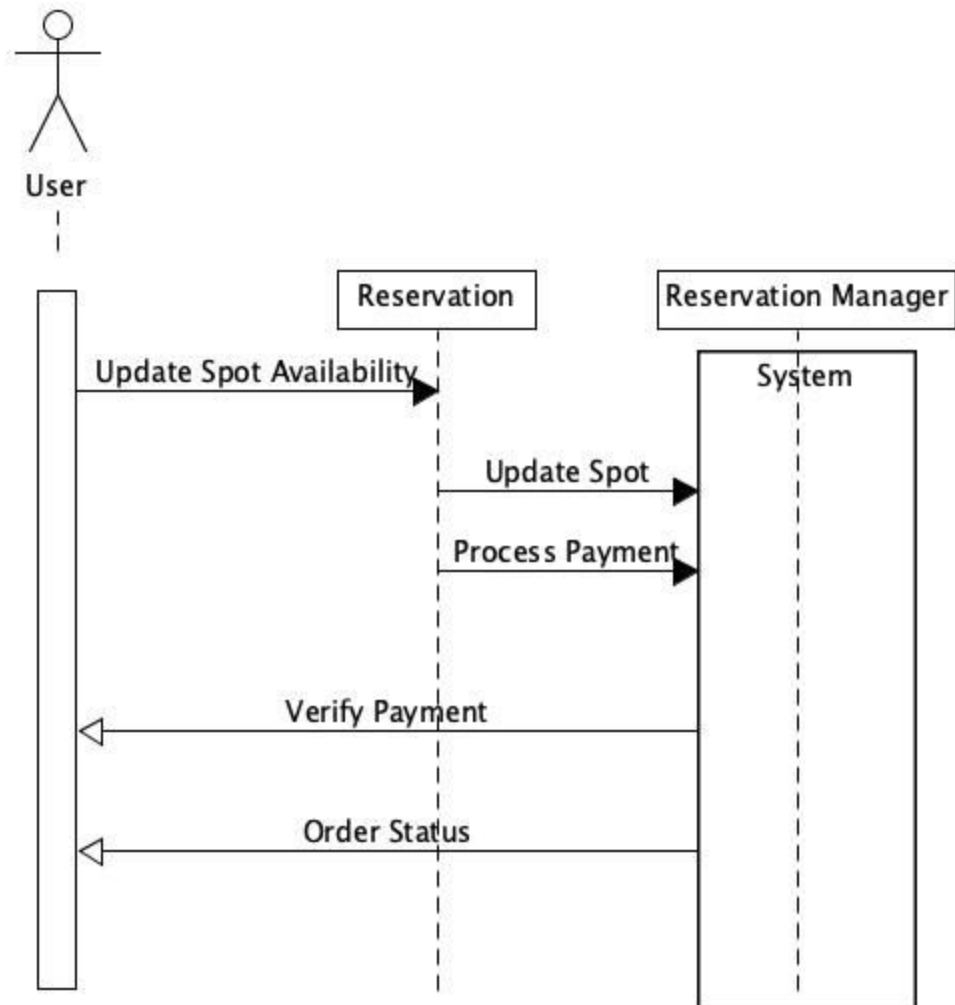 User
Reservation
Reservation Manager
System
Update Spot Availability
Update Spot
Process Payment
Verify Payment
Order Status